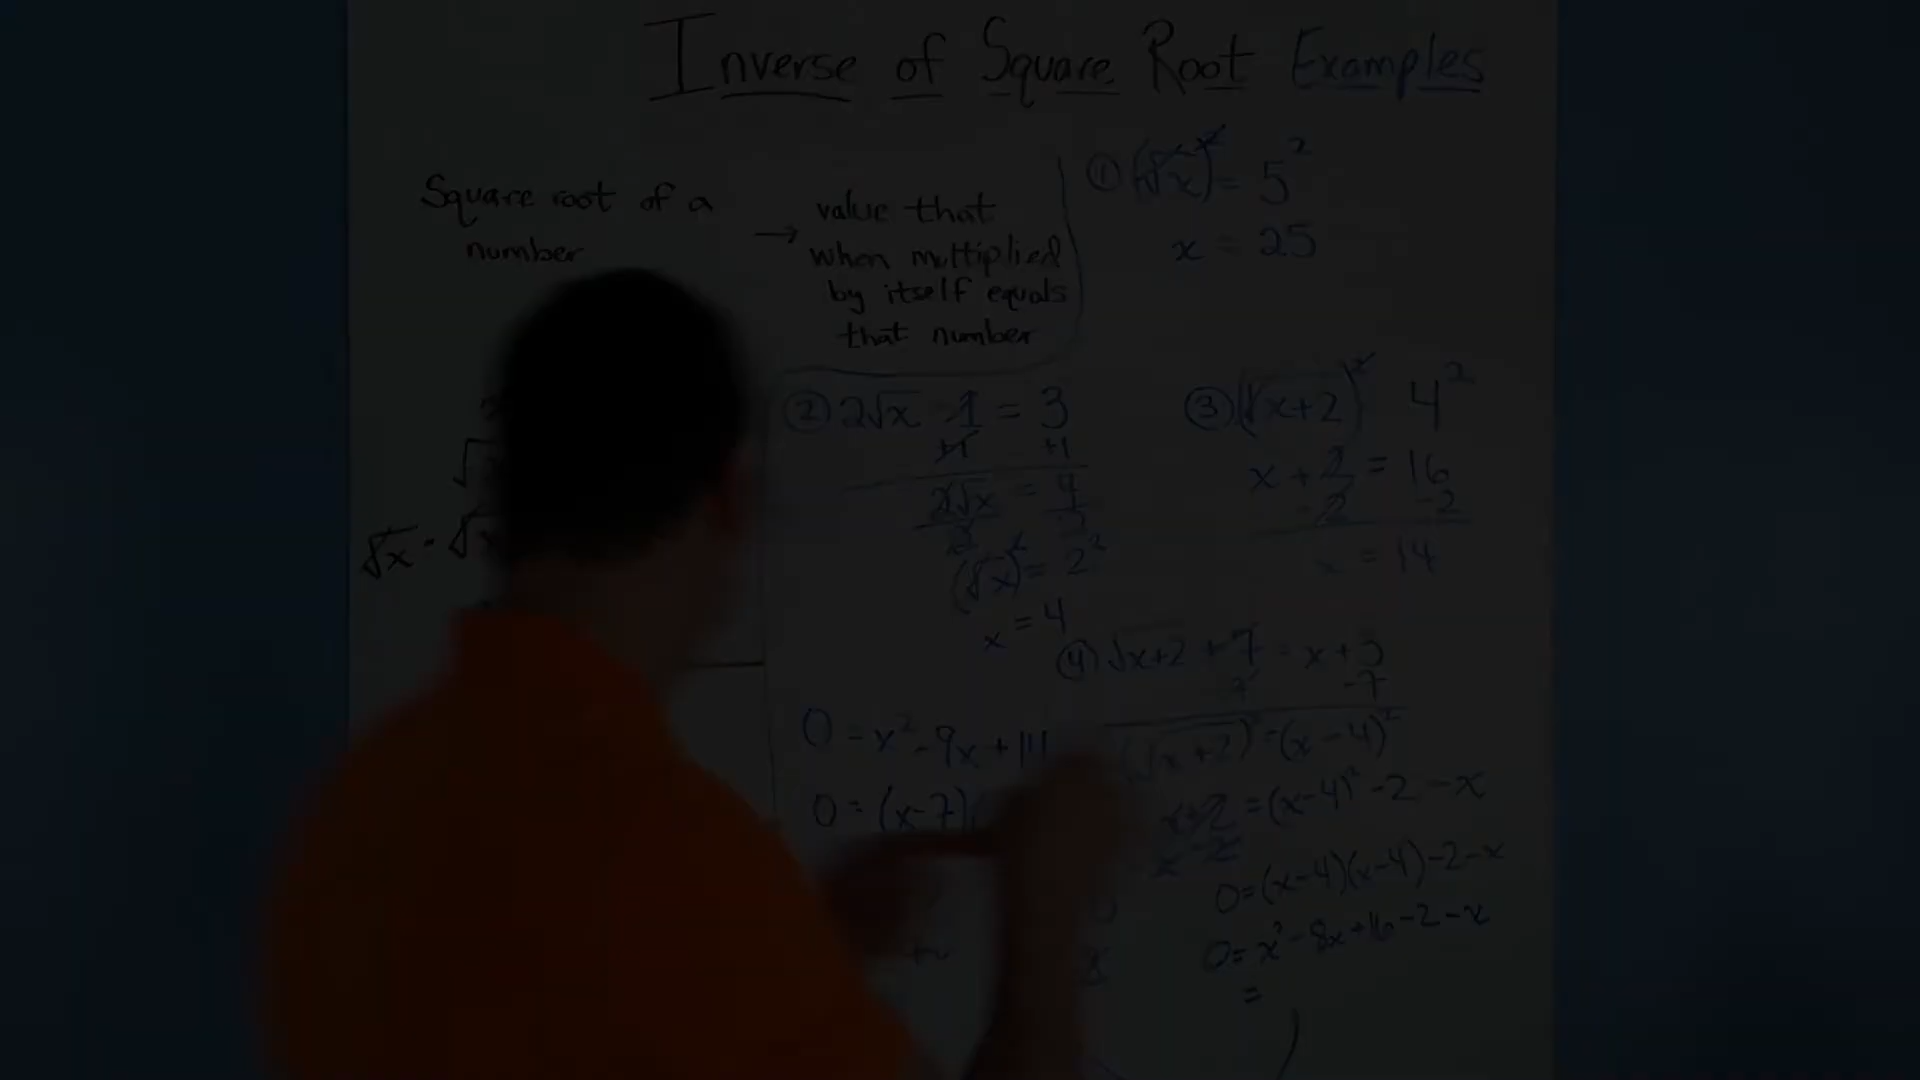 Inverse of Square Root Examples
Square root of a
number
→ value that
when multiplied
by itself equals
that number
√x · √x
① (√x)² = 5²
x = 25
② 2√x - 1 = 3
+1 +1
2√x = 4
2 2
(√x)² = 2²
x = 4
③ (√x+2)² 4²
x + 2 = 16
- 2 - 2
x = 14
④ √x+2 + 7 = x + 3
-7 -7
(√x+2)² = (x-4)²
x+2 = (x-4)² - 2 - x
0 = (x-4)(x-4) - 2 - x
0 = x² - 8x + 16 - 2 - x
=
0 = x² - 9x + 14
0 = (x-7)